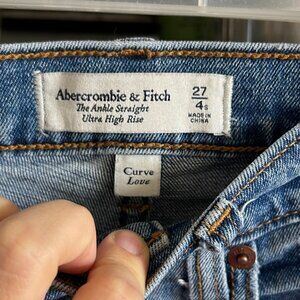 Abercrombie & Fitch
The Ankle Straight
Ultra High Rise
27
4s
MADE IN
CHINA
Curve
Love